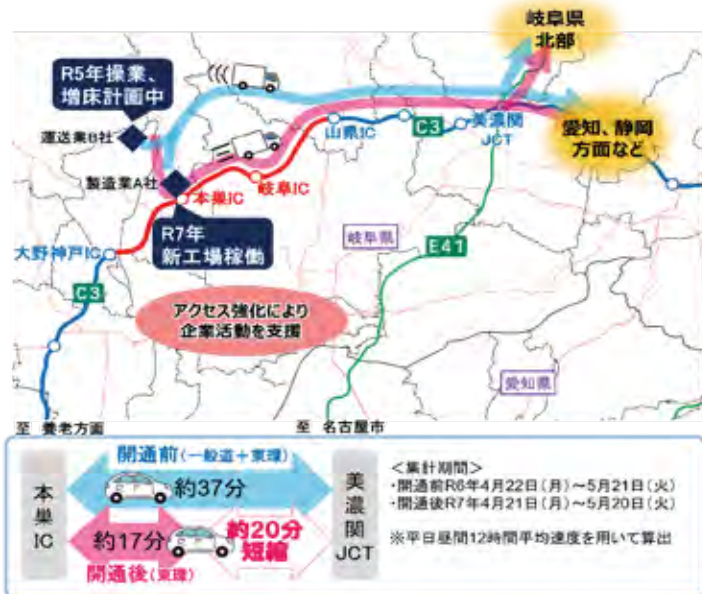 岐阜県
北部
R5年操業、
増床計画中
運送業B社
山県IC
C3
美濃関
JCT
愛知、静岡
方面など
製造業A社
本巣IC
岐阜IC
R7年
新工場稼働
岐阜県
大野神戸IC
E41
C3
アクセス強化により
企業活動を支援
愛知県
至 養老方面
至 名古屋市
開通前(一般道+東環)
約37分
本巣
IC
美濃関
JCT
約17分
約20分
短縮
開通後(東環)
<集計期間>
・開通前R6年4月22日(月)~5月21日(火)
・開通後R7年4月21日(月)~5月20日(火)
※平日昼間12時間平均速度を用いて算出